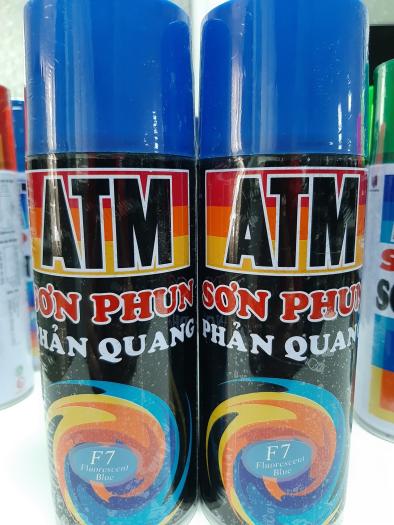 ATM
SƠN PHUN
PHẢN QUANG
F7
Fluorescent
Blue
ATM
SƠN PHUN
PHẢN QUANG
F7
Fluorescent
Blue